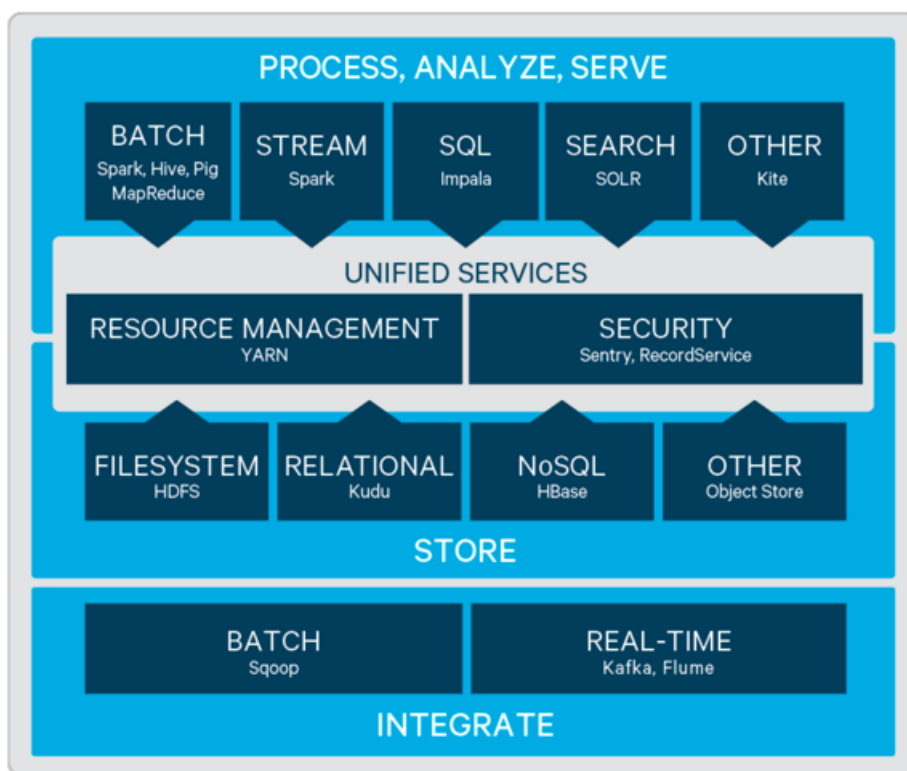 PROCESS, ANALYZE, SERVE
BATCH
Spark, Hive, Pig
MapReduce
STREAM
Spark
SQL
Impala
SEARCH
SOLR
OTHER
Kite
UNIFIED SERVICES
RESOURCE MANAGEMENT
YARN
SECURITY
Sentry, RecordService
FILESYSTEM
HDFS
RELATIONAL
Kudu
NoSQL
HBase
OTHER
Object Store
STORE
BATCH
Sqoop
REAL-TIME
Kafka, Flume
INTEGRATE